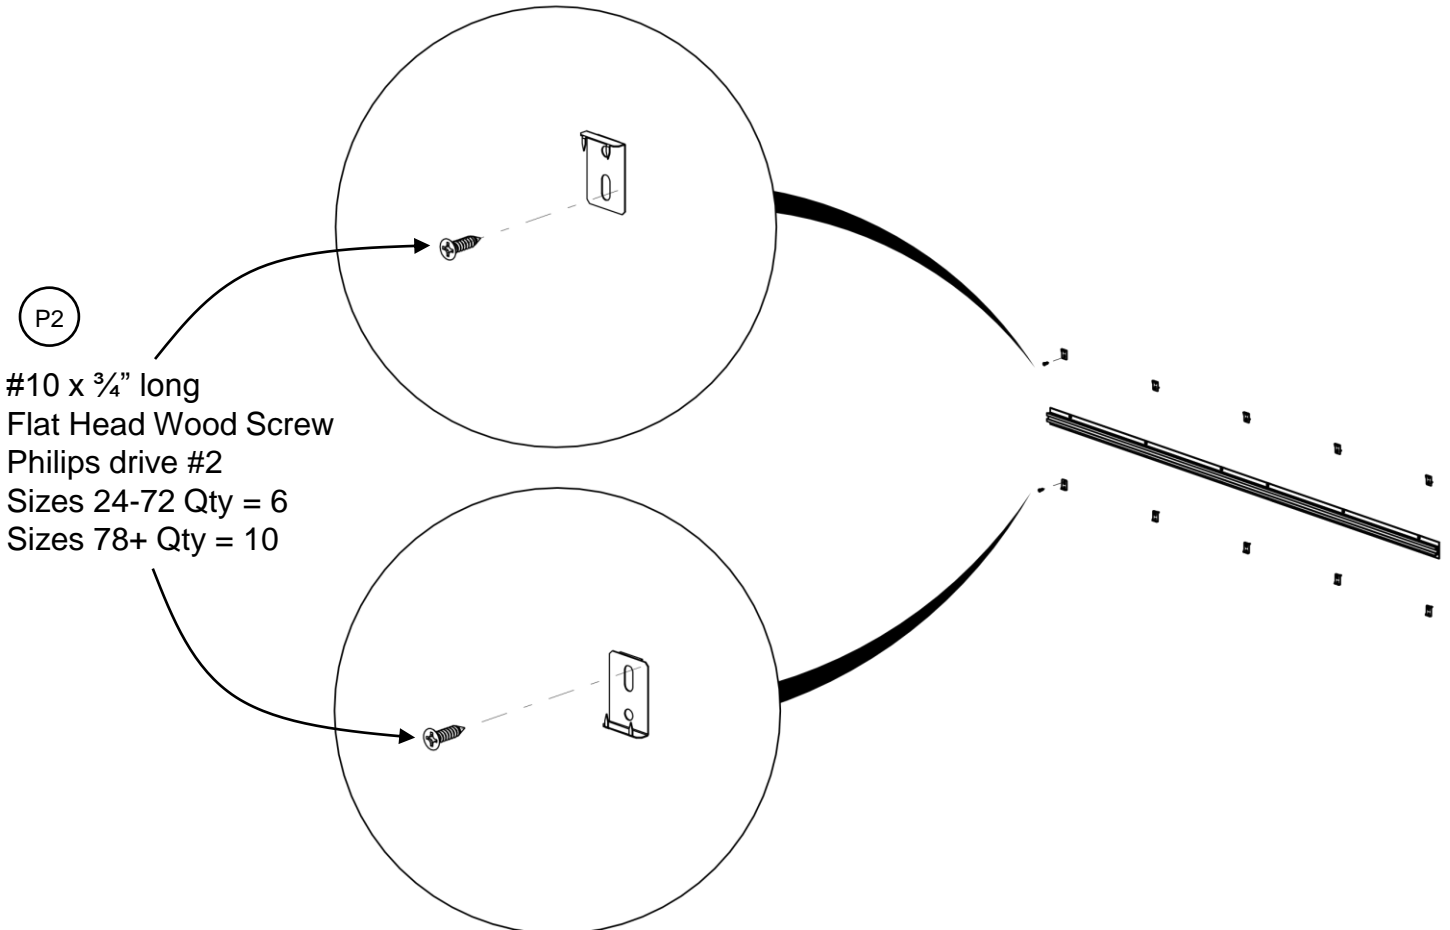 P2
#10 x ¾” long
Flat Head Wood Screw
Philips drive #2
Sizes 24-72 Qty = 6
Sizes 78+ Qty = 10